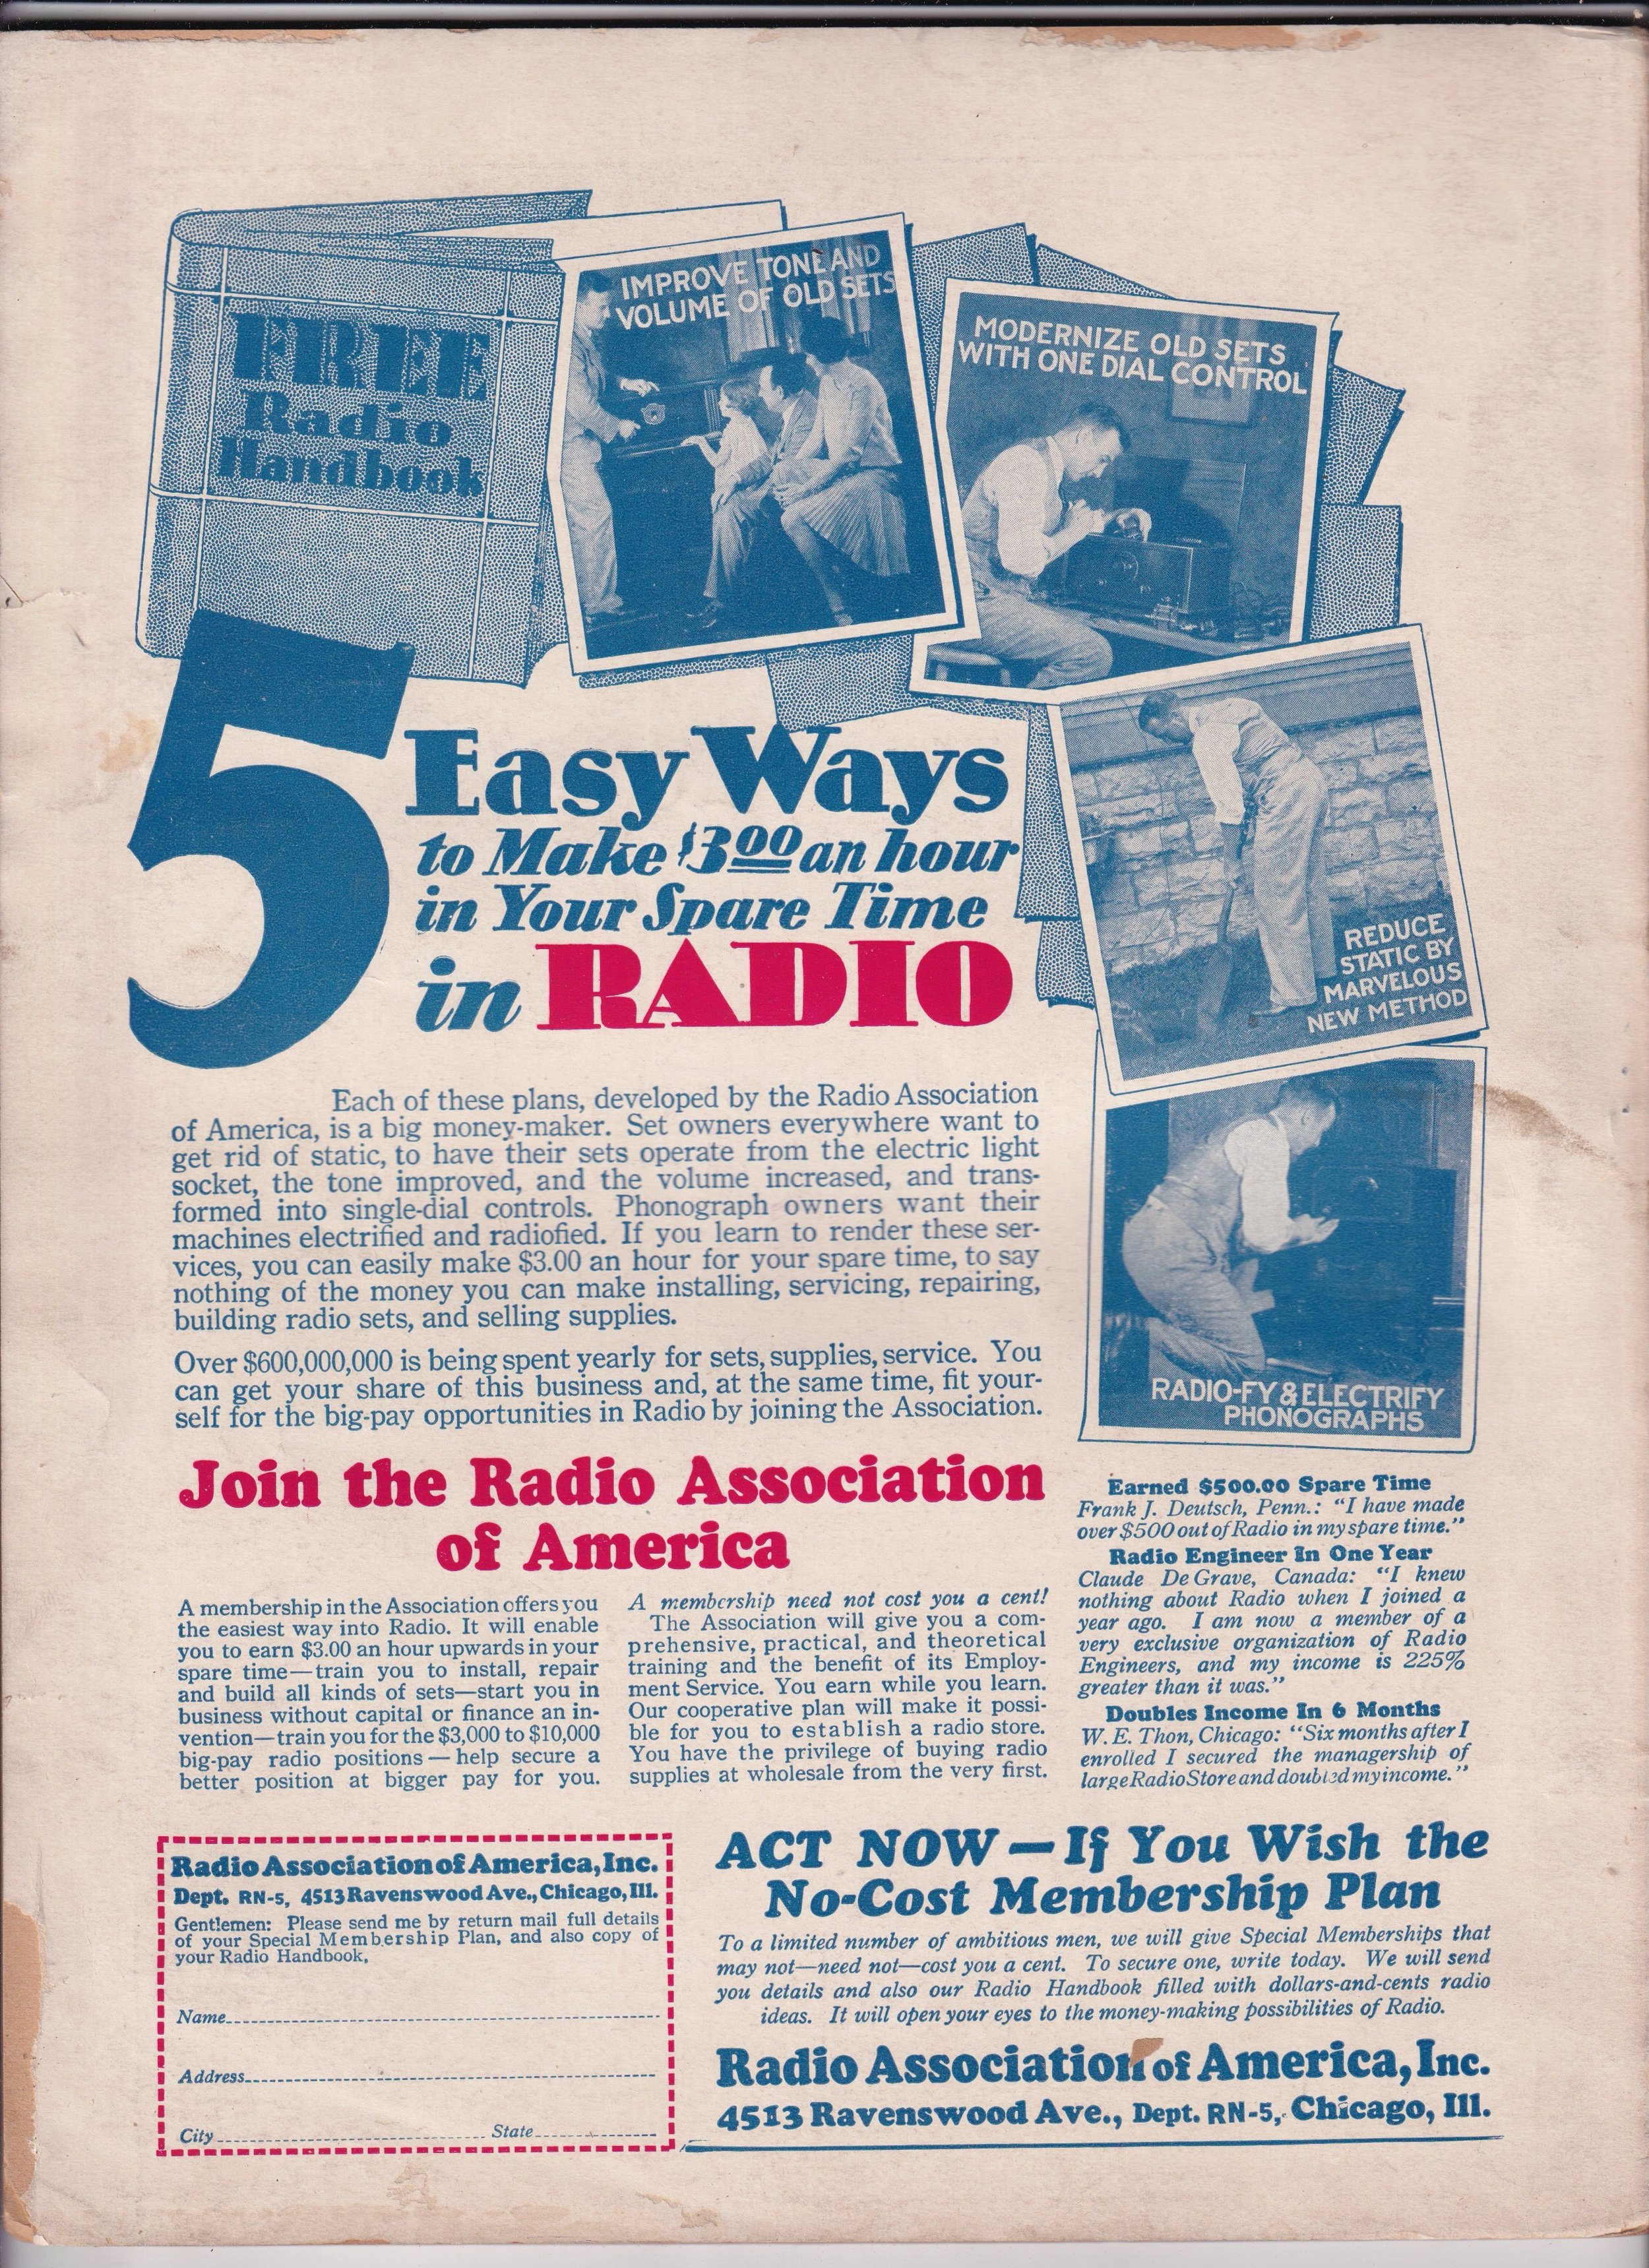 FREE
Radio
Handbook
IMPROVE TONE AND
VOLUME OF OLD SETS
MODERNIZE OLD SETS
WITH ONE DIAL CONTROL
REDUCE
STATIC BY
MARVELOUS
NEW METHOD
RADIO-FY & ELECTRIFY
PHONOGRAPHS
5 Easy Ways
to Make $3.00 an hour
in Your Spare Time
in RADIO
Each of these plans, developed by the Radio Association
of America, is a big money-maker. Set owners everywhere want to
get rid of static, to have their sets operate from the electric light
socket, the tone improved, and the volume increased, and trans-
formed into single-dial controls. Phonograph owners want their
machines electrified and radiofied. If you learn to render these ser-
vices, you can easily make $3.00 an hour for your spare time, to say
nothing of the money you can make installing, servicing, repairing,
building radio sets, and selling supplies.
Over $600,000,000 is being spent yearly for sets, supplies, service. You
can get your share of this business and, at the same time, fit your-
self for the big-pay opportunities in Radio by joining the Association.
Join the Radio Association
of America
A membership in the Association offers you
the easiest way into Radio. It will enable
you to earn $3.00 an hour upwards in your
spare time—train you to install, repair
and build all kinds of sets—start you in
business without capital or finance an in-
vention—train you for the $3,000 to $10,000
big-pay radio positions—help secure a
better position at bigger pay for you.
A membership need not cost you a cent!
The Association will give you a com-
prehensive, practical, and theoretical
training and the benefit of its Employ-
ment Service. You earn while you learn.
Our cooperative plan will make it possi-
ble for you to establish a radio store.
You have the privilege of buying radio
supplies at wholesale from the very first.
Earned $500.00 Spare Time
Frank J. Deutsch, Penn.: "I have made
over $500 out of Radio in my spare time."
Radio Engineer In One Year
Claude De Grave, Canada: "I knew
nothing about Radio when I joined a
year ago. I am now a member of a
very exclusive organization of Radio
Engineers, and my income is 225%
greater than it was."
Doubles Income In 6 Months
W. E. Thon, Chicago: "Six months after I
enrolled I secured the managership of
large Radio Store and doubled my income."
Radio Association of America, Inc.
Dept. RN-5, 4513 Ravenswood Ave., Chicago, Ill.
Gentlemen: Please send me by return mail full details
of your Special Membership Plan, and also copy of
your Radio Handbook,
Name
Address
City State
ACT NOW—If You Wish the
No-Cost Membership Plan
To a limited number of ambitious men, we will give Special Memberships that
may not—need not—cost you a cent. To secure one, write today. We will send
you details and also our Radio Handbook filled with dollars-and-cents radio
ideas. It will open your eyes to the money-making possibilities of Radio.
Radio Association of America, Inc.
4513 Ravenswood Ave., Dept. RN-5, Chicago, Ill.